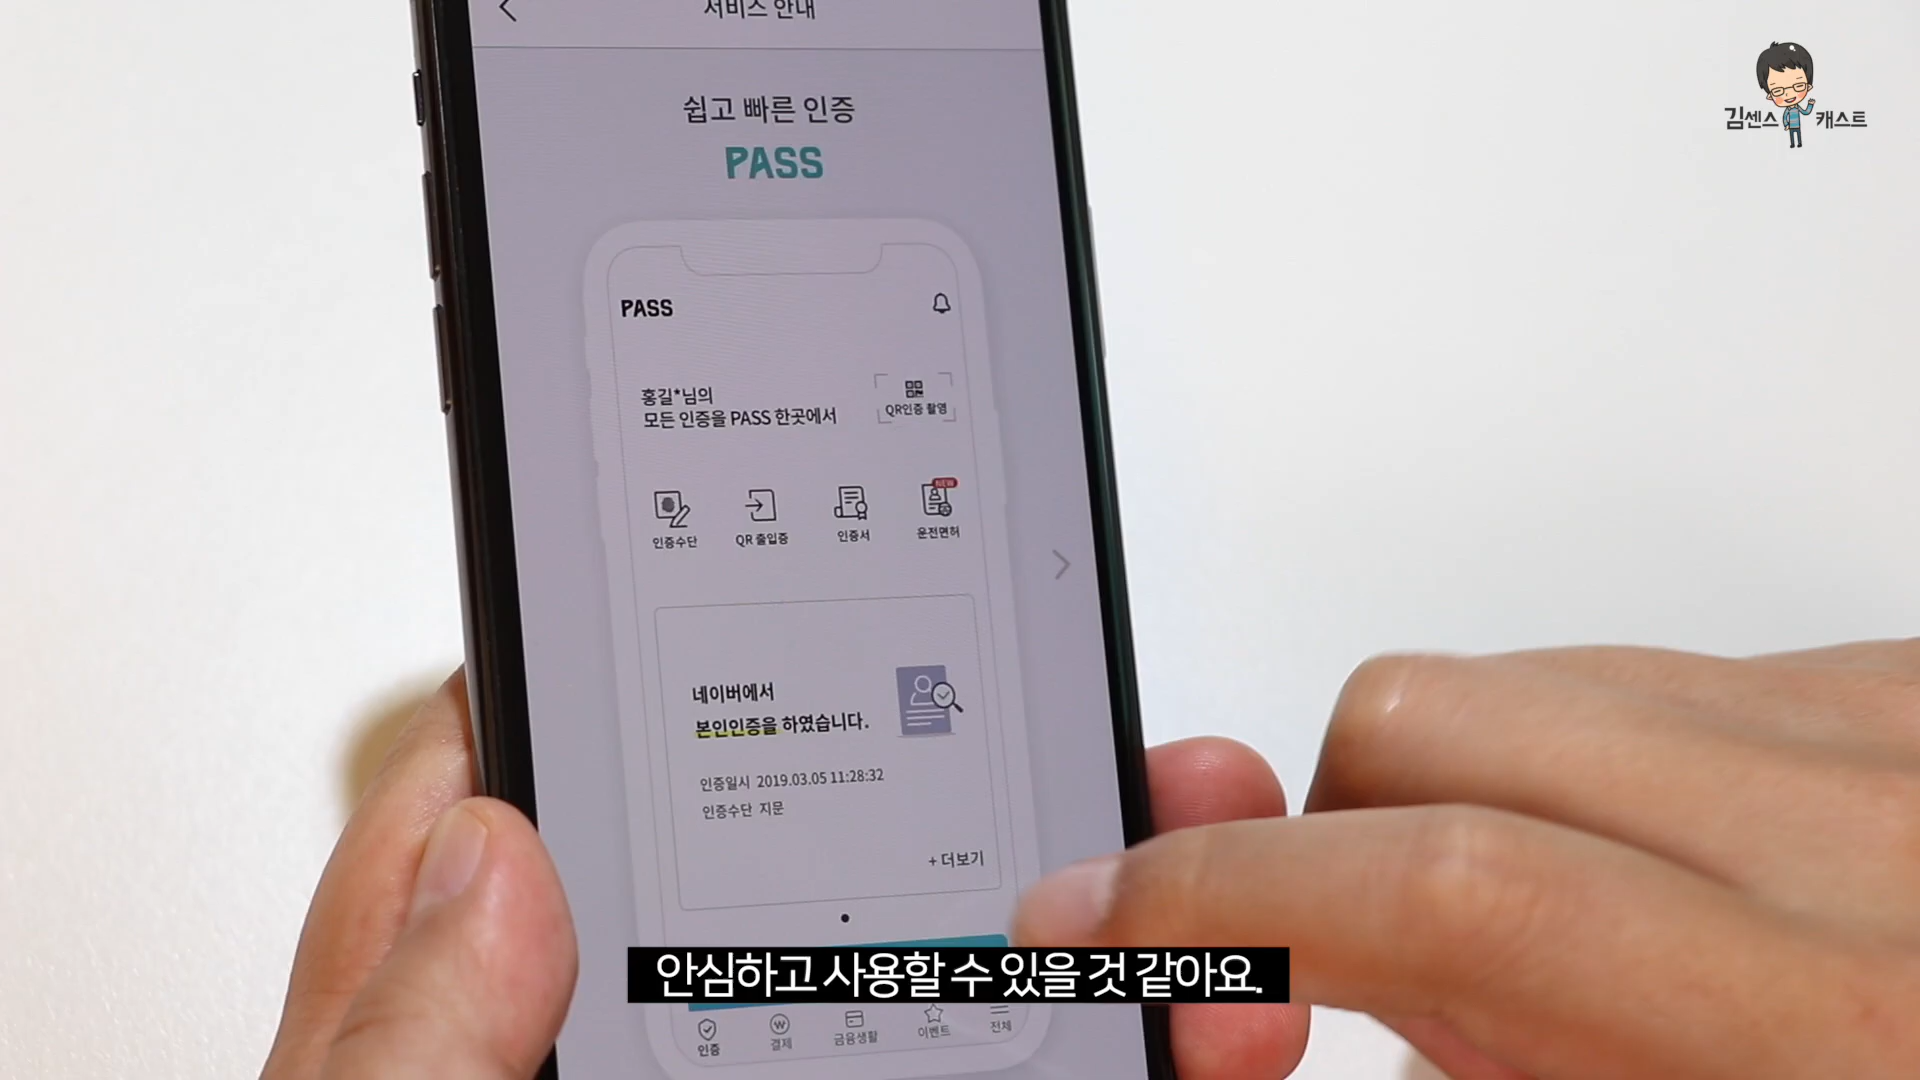 서비스 안내
김센스 캐스트
쉽고 빠른 인증
PASS
PASS
홍길*님의
모든 인증을 PASS 한곳에서
QR인증 촬영
NEW
인증수단 QR 출입증 인증서 운전면허
네이버에서
본인인증을 하였습니다.
인증일시 2019.03.05 11:28:32
인증수단 지문
+ 더보기
안심하고 사용할 수 있을 것 같아요.
인증 결제 금융생활 이벤트 전체